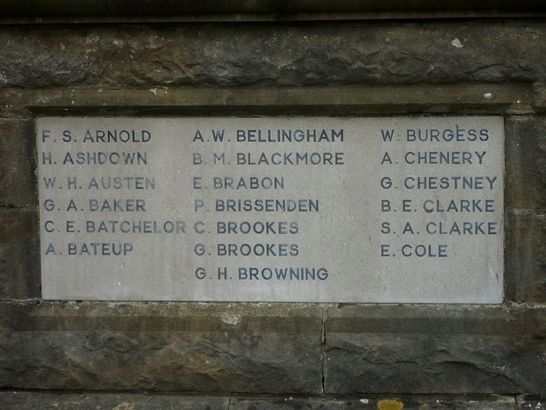 F. S. ARNOLD
H. ASHDOWN
W. H. AUSTEN
G. A. BAKER
C. E. BATCHELOR
A. BATEUP
A. W. BELLINGHAM
B. M. BLACKMORE
E. BRABON
P. BRISSENDEN
C. BROOKES
G. BROOKES
G. H. BROWNING
W. BURGESS
A. CHENERY
G. CHESTNEY
B. E. CLARKE
S. A. CLARKE
E. COLE